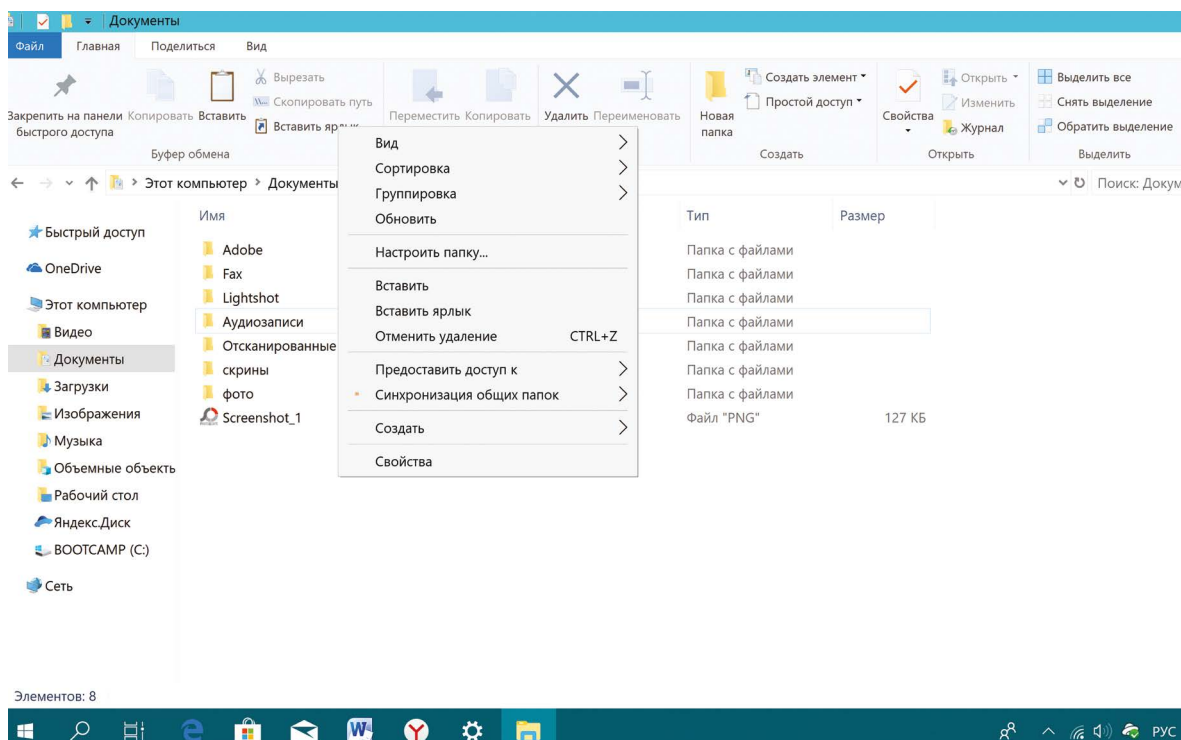 Документы
Файл Главная Поделиться Вид
Вырезать
Скопировать путь
Вставить
Закрепить на панели быстрого доступа
Копировать
Вставить
Переместить
Копировать
Удалить
Переименовать
Новая папка
Создать элемент
Простой доступ
Свойства
Открыть
Изменить
Журнал
Выделить все
Снять выделение
Обратить выделение
Буфер обмена
Создать
Открыть
Выделить
Этот компьютер > Документы
Поиск: Докум
Имя Тип Размер
Быстрый доступ
OneDrive
Этот компьютер
Видео
Документы
Загрузки
Изображения
Музыка
Объемные объекты
Рабочий стол
Яндекс.Диск
BOOTCAMP (C:)
Сеть
Adobe Папка с файлами
Fax Папка с файлами
Lightshot Папка с файлами
Аудиозаписи Папка с файлами
Отсканированные Папка с файлами
скрины Папка с файлами
фото Папка с файлами
Screenshot_1 Файл "PNG" 127 КБ
Вид
Сортировка
Группировка
Обновить
Настроить папку...
Вставить
Вставить ярлык
Отменить удаление CTRL+Z
Предоставить доступ к
Синхронизация общих папок
Создать
Свойства
Элементов: 8
W
Y
РУС